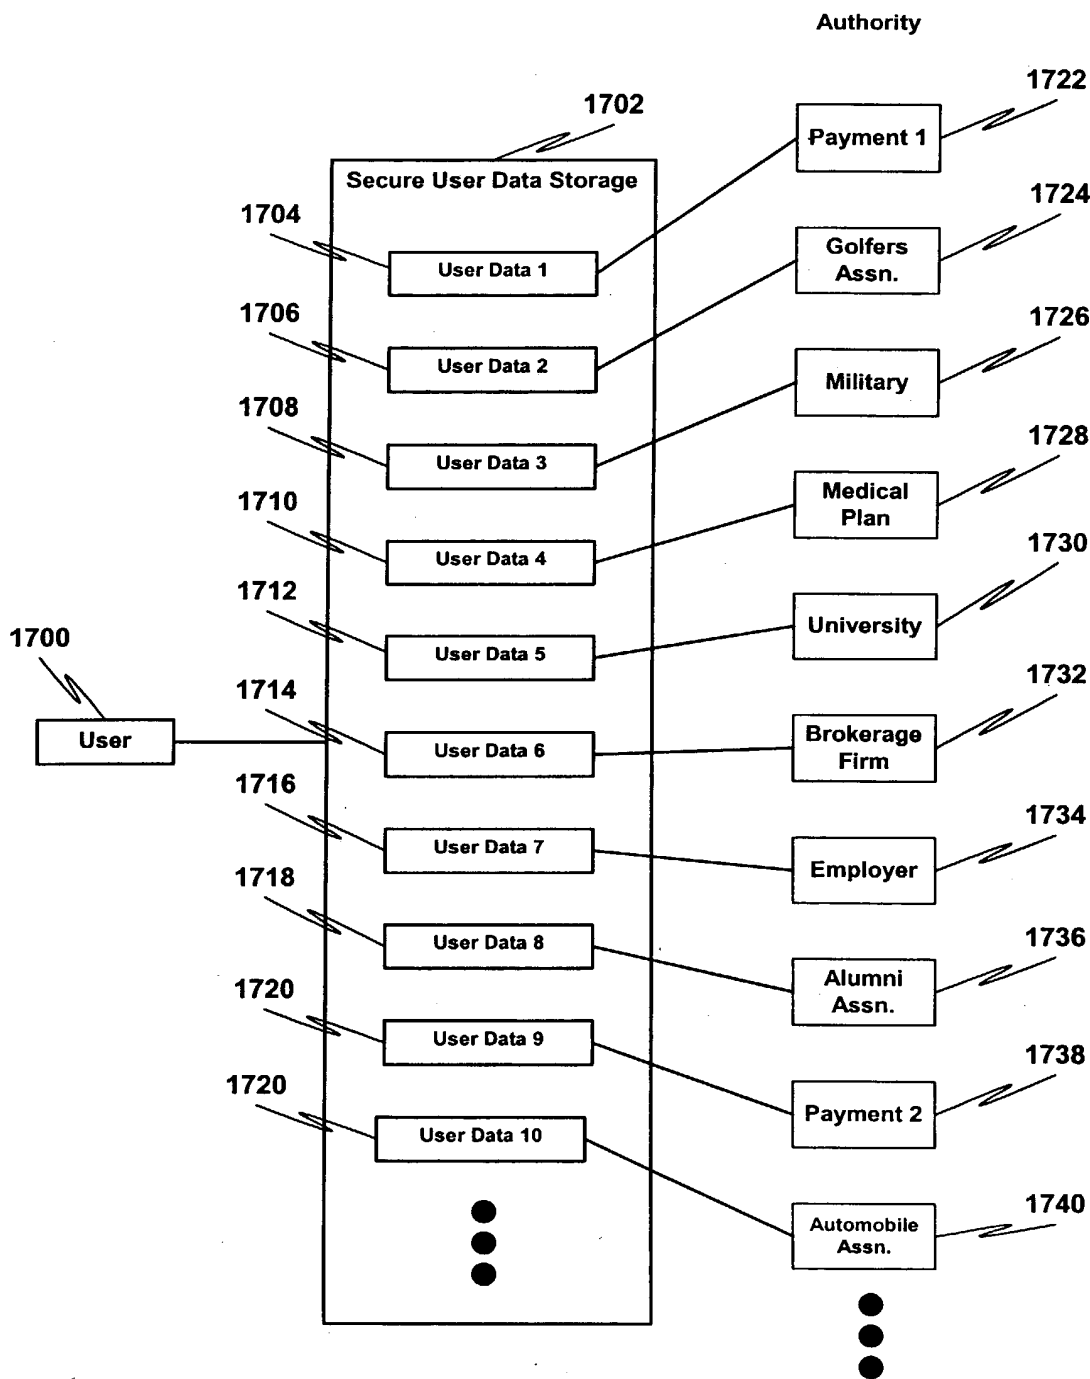 Authority
1722
1702
Payment 1
Secure User Data Storage
1704
1724
User Data 1
Golfers
Assn.
1706
1726
User Data 2
Military
1708
1728
User Data 3
Medical
Plan
1710
1730
User Data 4
University
1712
User Data 5
1700
1714
1732
User
User Data 6
Brokerage
Firm
1716
1734
User Data 7
Employer
1718
1736
User Data 8
Alumni
Assn.
1720
1738
User Data 9
Payment 2
1720
User Data 10
1740
Automobile
Assn.